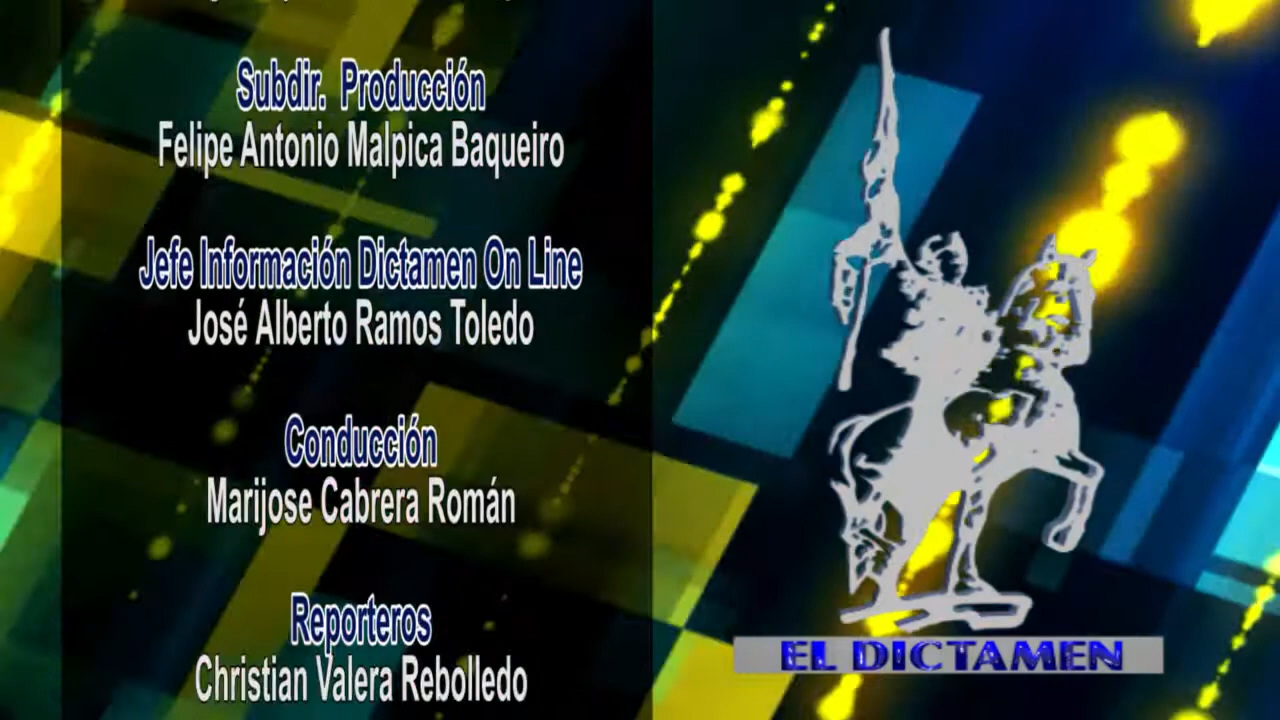 Subdir. Producción
Felipe Antonio Malpica Baqueiro
Jefe Información Dictamen On Line
José Alberto Ramos Toledo
Conducción
Marijose Cabrera Román
Reporteros
Christian Valera Rebolledo
EL DICTAMEN